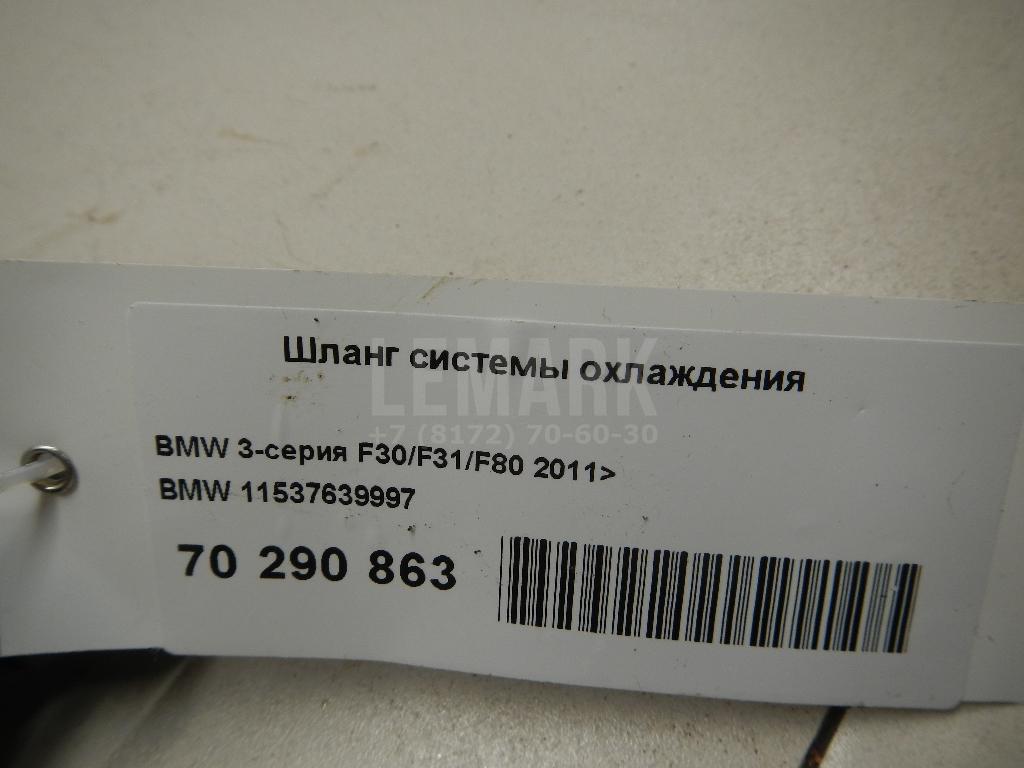 Шланг системы охлаждения
LEMARK
+7 (8172) 70-60-30
BMW 3-серия F30/F31/F80 2011>
BMW 11537639997
70 290 863